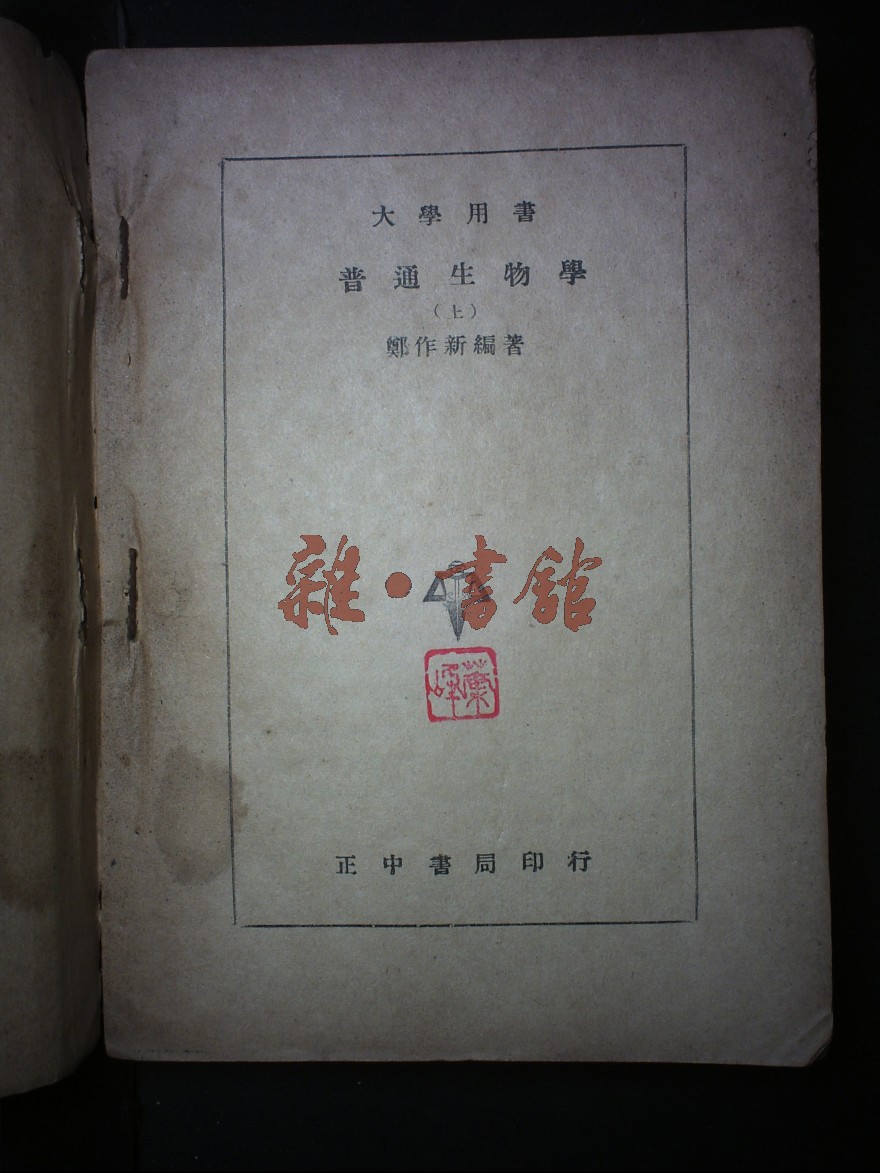 大學用書
普通生物學
（上）
鄭作新編著
雜·書館
正中書局印行